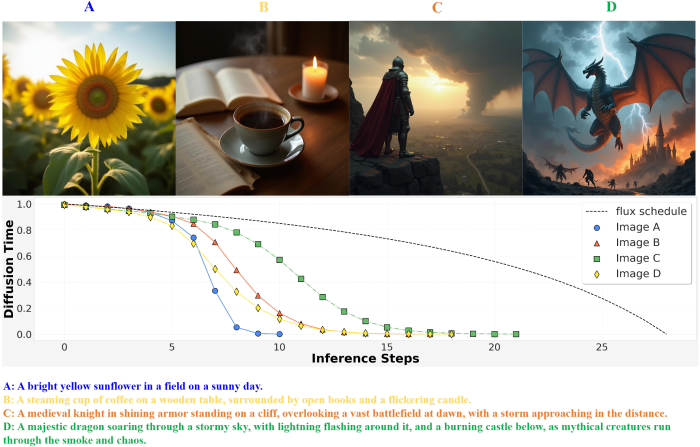 A B C D
1.0
0.8
0.6
0.4
0.2
0.0
Diffusion Time
flux schedule
Image A
Image B
Image C
Image D
0 5 10 15 20 25
Inference Steps
A: A bright yellow sunflower in a field on a sunny day.
B: A steaming cup of coffee on a wooden table, surrounded by open books and a flickering candle.
C: A medieval knight in shining armor standing on a cliff, overlooking a vast battlefield at dawn, with a storm approaching in the distance.
D: A majestic dragon soaring through a stormy sky, with lightning flashing around it, and a burning castle below, as mythical creatures run
through the smoke and chaos.